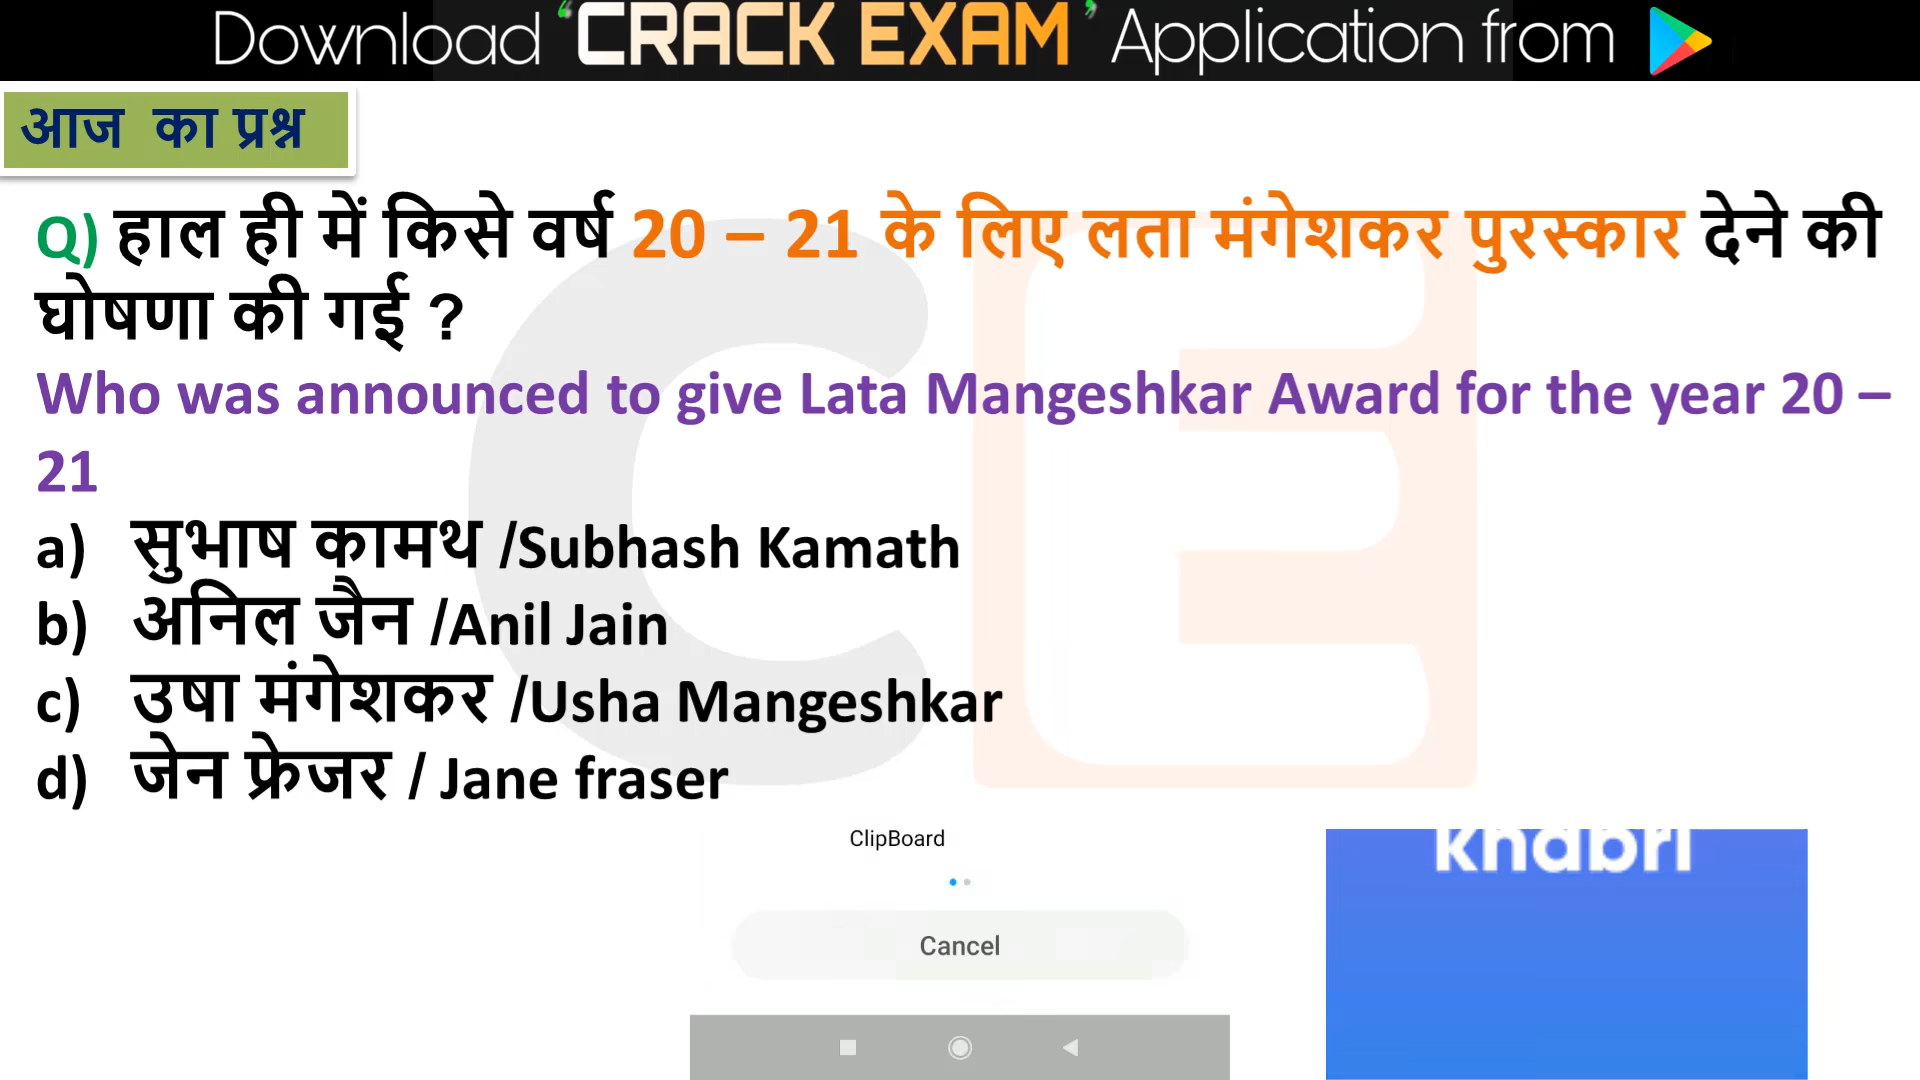 Download ‘CRACK EXAM’ Application from
आज का प्रश्न
Q) हाल ही में किसे वर्ष 20 – 21 के लिए लता मंगेशकर पुरस्कार देने की
घोषणा की गई ?
Who was announced to give Lata Mangeshkar Award for the year 20 –
21
a) सुभाष कामथ /Subhash Kamath
b) अनिल जैन /Anil Jain
c) उषा मंगेशकर /Usha Mangeshkar
d) जेन फ्रेजर / Jane fraser
ClipBoard
khabri
Cancel